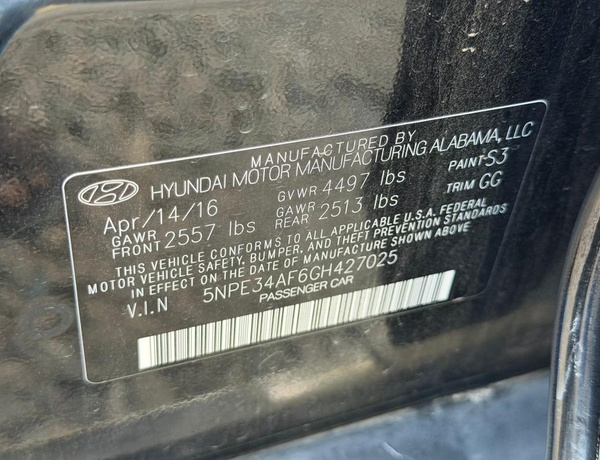 MANUFACTURED BY
HYUNDAI MOTOR MANUFACTURING ALABAMA, LLC
Apr/14/16 GVWR 4497 lbs PAINT S3
GAWR FRONT 2557 lbs GAWR REAR 2513 lbs TRIM GG
THIS VEHICLE CONFORMS TO ALL APPLICABLE U.S.A. FEDERAL
MOTOR VEHICLE SAFETY, BUMPER, AND THEFT PREVENTION STANDARDS
IN EFFECT ON THE DATE OF MANUFACTURE SHOWN ABOVE.
V.I.N 5NPE34AF6GH427025
PASSENGER CAR